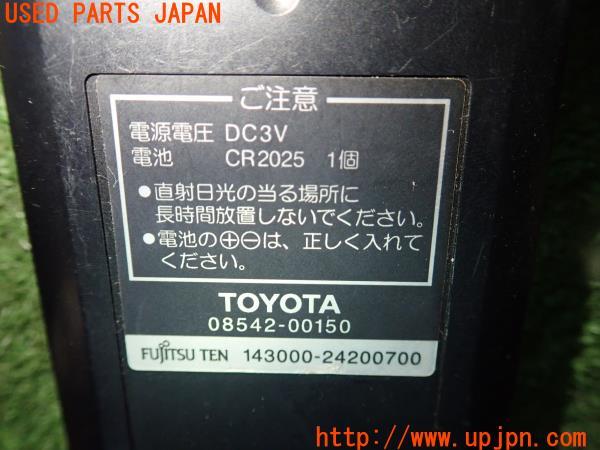 USED PARTS JAPAN
ご注意
電源電圧 DC3V
電池 CR2025 1個
●直射日光の当る場所に
長時間放置しないでください。
●電池の⊕⊖は、正しく入れて
ください。
TOYOTA
08542-00150
FUJITSU TEN 143000-24200700
http://www.upjpn.com/